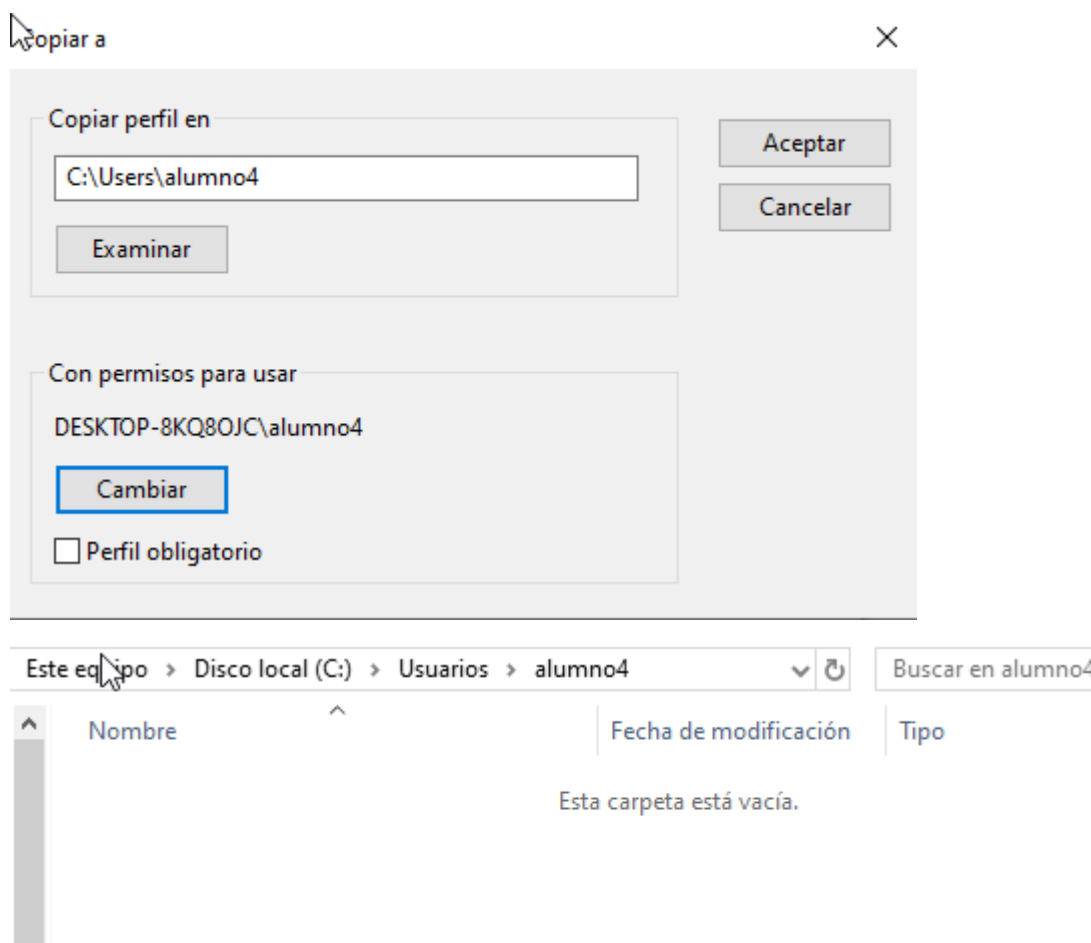 Copiar a
Copiar perfil en
Aceptar
C:\Users\alumno4
Cancelar
Examinar
Con permisos para usar
DESKTOP-8KQ8OJC\alumno4
Cambiar
Perfil obligatorio
Este equipo > Disco local (C:) > Usuarios > alumno4
Buscar en alumno4
Nombre
Fecha de modificación
Tipo
Esta carpeta está vacía.